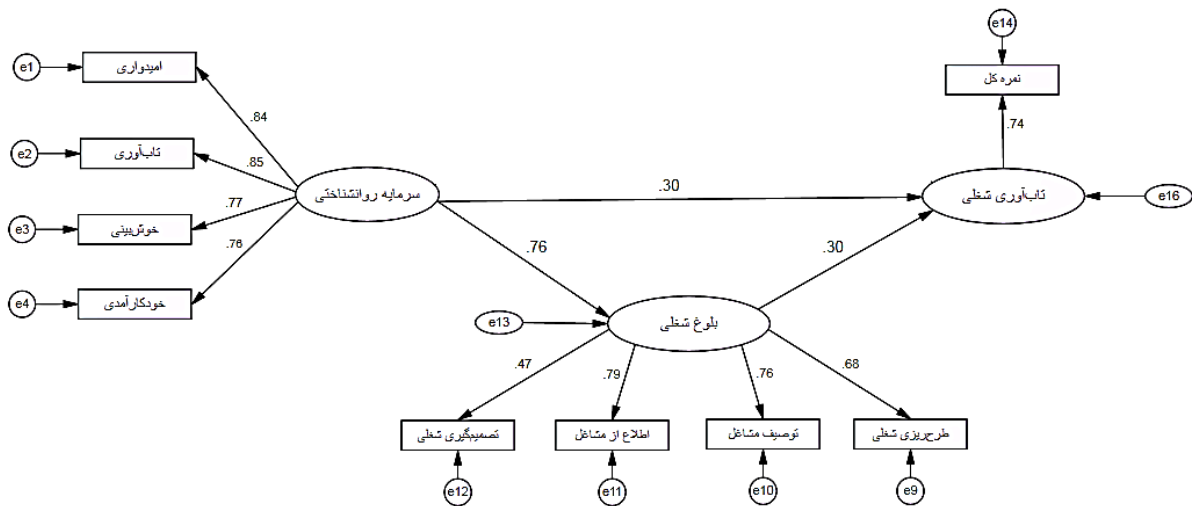 e14
e1
امیدواری
نمره کل
.84
.74
e2
تاب‌آوری
.85
سرمایه روانشناختی
.30
تاب‌آوری شغلی
e16
e3
خوش‌بینی
.77
.76
.76
.30
e4
خودکارآمدی
e13
بلوغ شغلی
.47
.79
.76
.68
تصمیم‌گیری شغلی
اطلاع از مشاغل
توصیف مشاغل
طرح‌ریزی شغلی
e12
e11
e10
e9